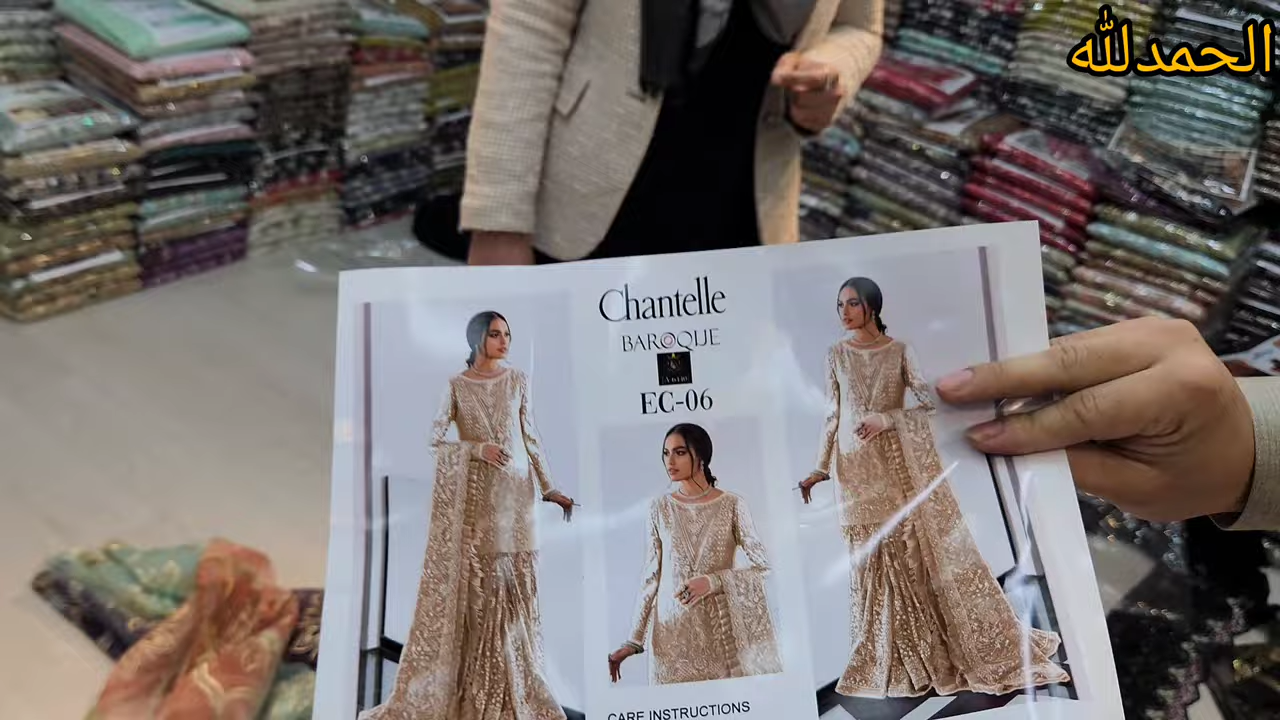 الحمدلله
Chantelle
BAROQUE
EC-06
CARE INSTRUCTIONS